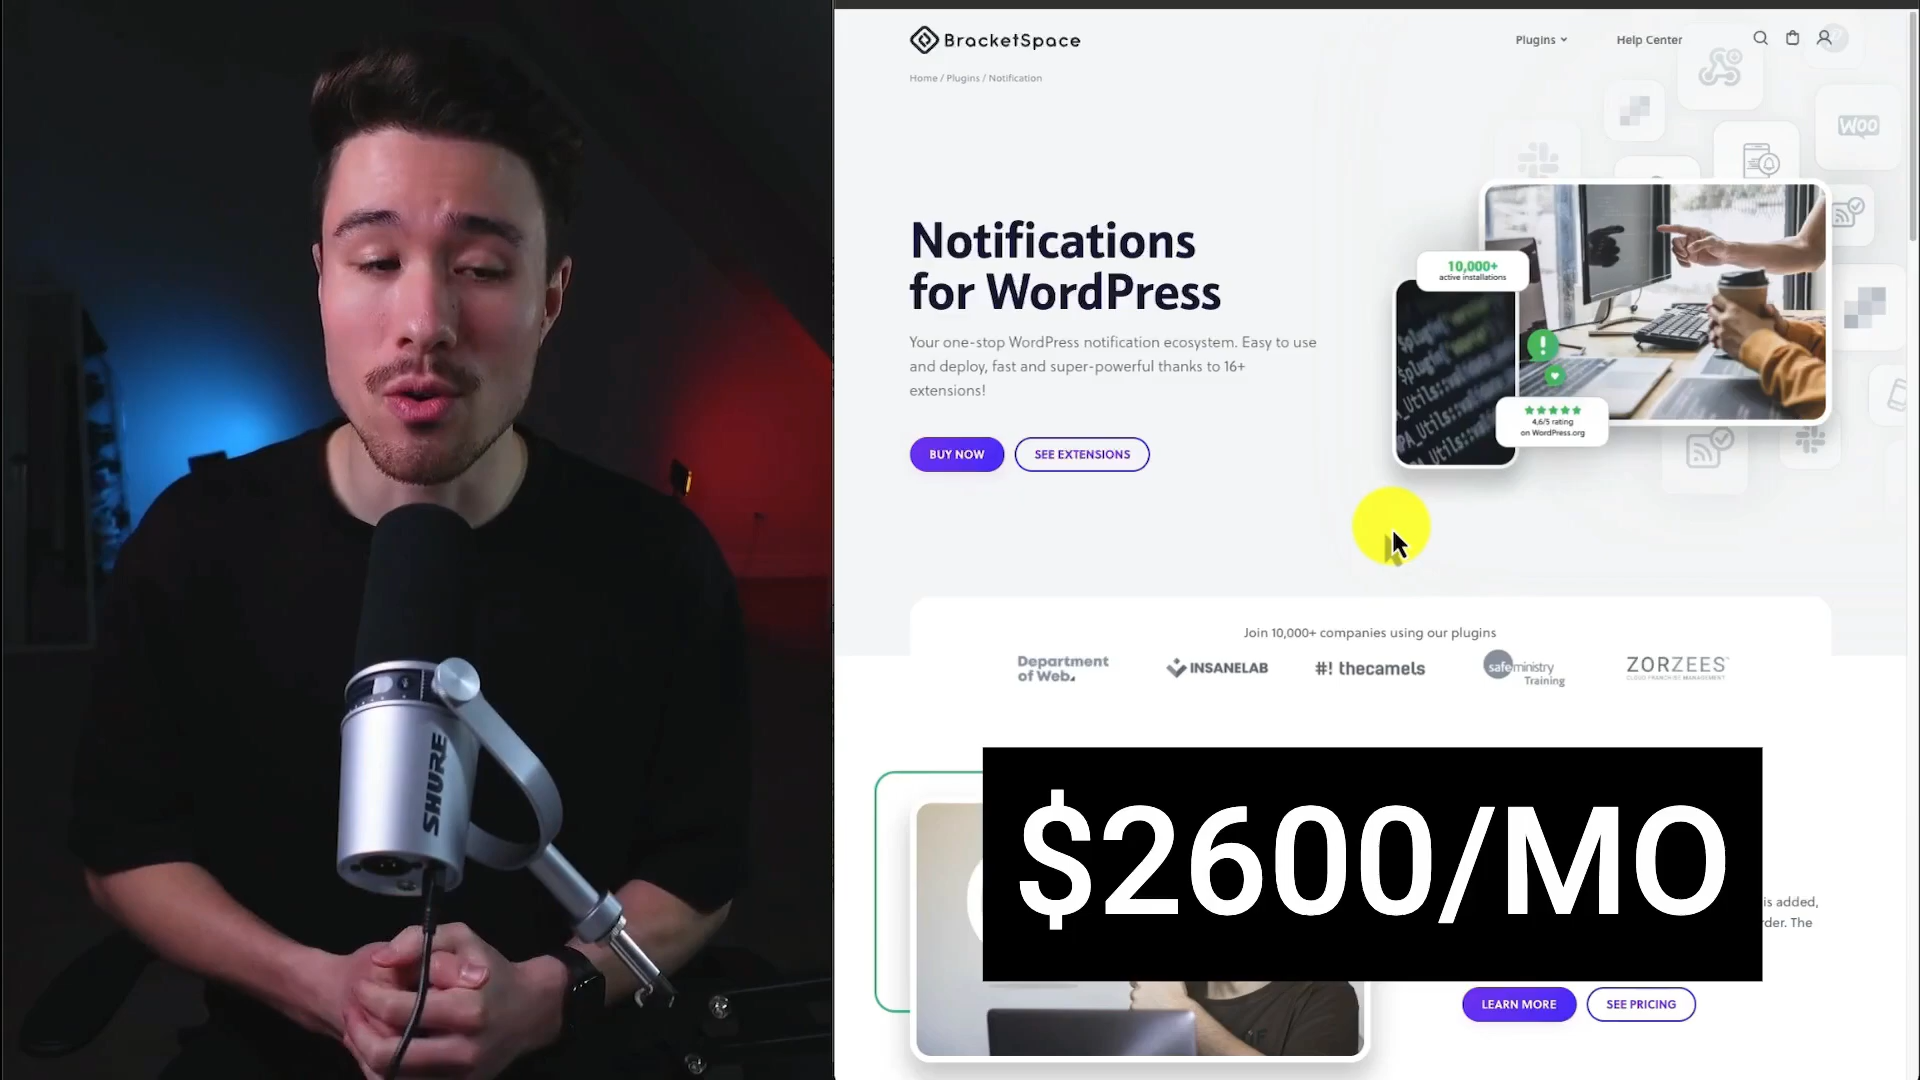 BracketSpace
Plugins
Help Center
Home / Plugins / Notification
WOO
Notifications
for WordPress
Your one-stop WordPress notification ecosystem. Easy to use
and deploy, fast and super-powerful thanks to 16+
extensions!
BUY NOW
SEE EXTENSIONS
10,000+
active installations
4,6/5 rating
on WordPress.org
Join 10,000+ companies using our plugins
Department
of Web
INSANELAB
#! thecamels
safeministry
Training
ZORZEES
CLOUD FRANCHISE MANAGEMENT
SHURE
$2600/MO
is added,
der. The
LEARN MORE
SEE PRICING